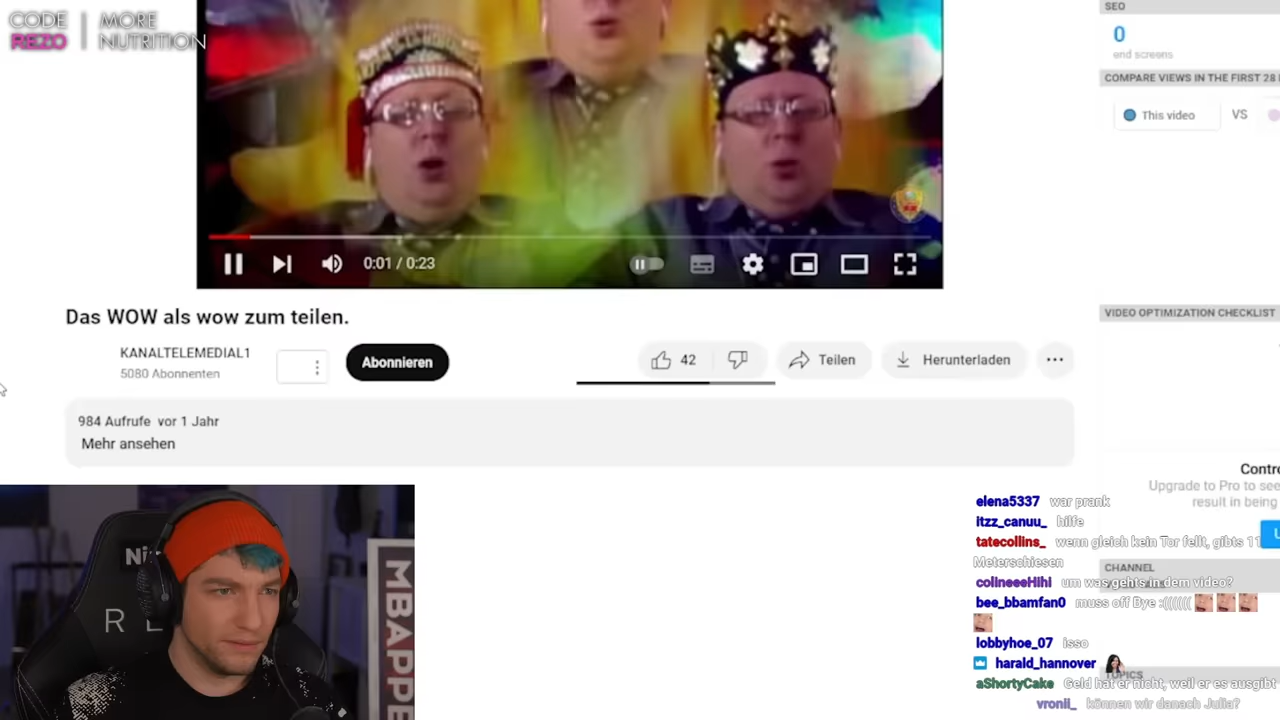 CODE
REZO
MORE
NUTRITION
SEO
0
end screens
COMPARE VIEWS IN THE FIRST 28
This video
VS
0:01 / 0:23
Das WOW als wow zum teilen.
KANALTELEMEDIAL1
5080 Abonnenten
Abonnieren
42
Teilen
Herunterladen
984 Aufrufe vor 1 Jahr
Mehr ansehen
VIDEO OPTIMIZATION CHECKLIST
Upgrade to Pro to see
result in being
CHANNEL
TOPICS
elena5337 war prank
itzz_canuu_ hilfe
tatecollins_ wenn gleich kein Tor fellt, gibts 11
Meterschiesen
colineeeHihi um was gehts in dem video?
bee_bbamfan0 muss off Bye :(((((((
lobbyhoe_07 isso
harald_hannover
aShortyCake Geld hat er nicht, weil er es ausgibt
vronii_ können wir danach Julia?
MBAPPE